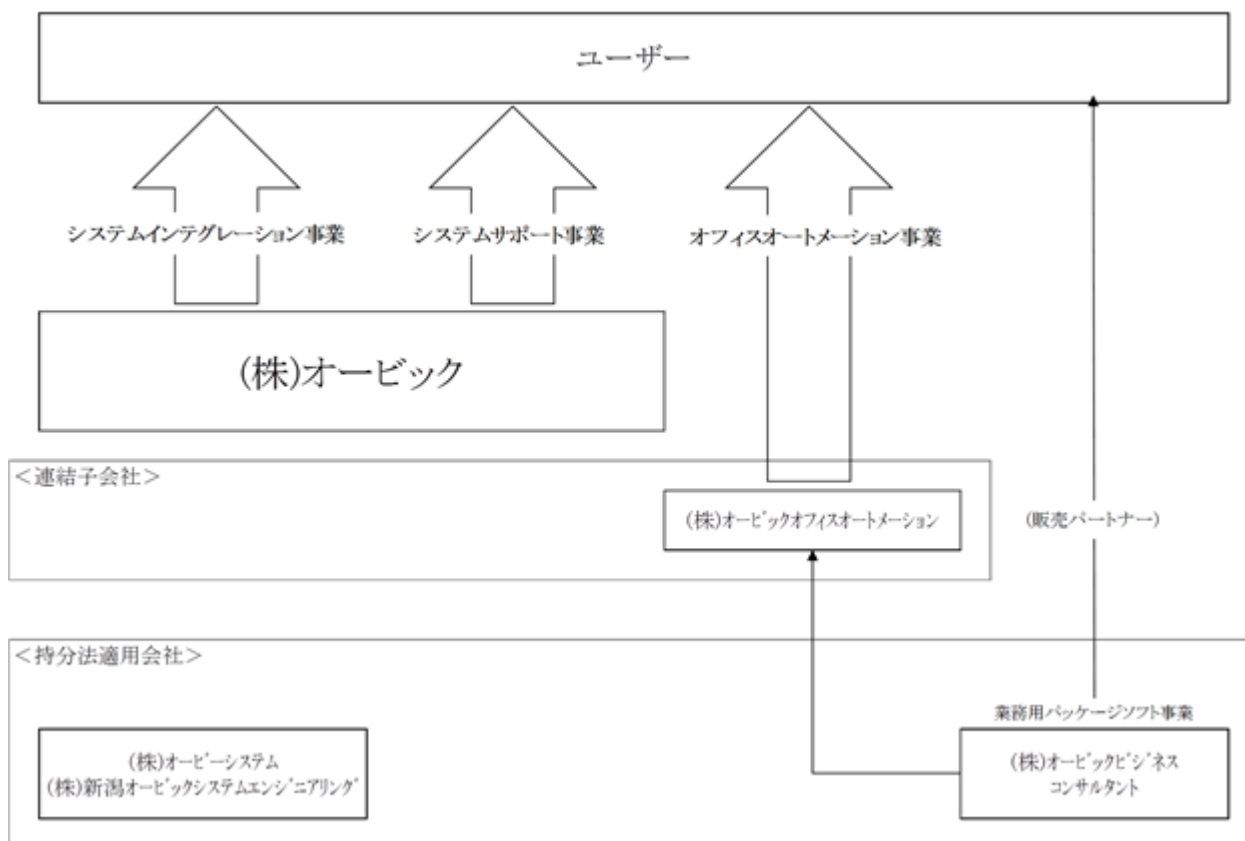 ユーザー
システムインテグレーション事業
システムサポート事業
オフィスオートメーション事業
(株)オービック
＜連結子会社＞
(株)オービックオフィスオートメーション
(販売パートナー)
＜持分法適用会社＞
業務用パッケージソフト事業
(株)オービーシステム
(株)新潟オービックシステムエンジニアリング
(株)オービックビジネス
コンサルタント